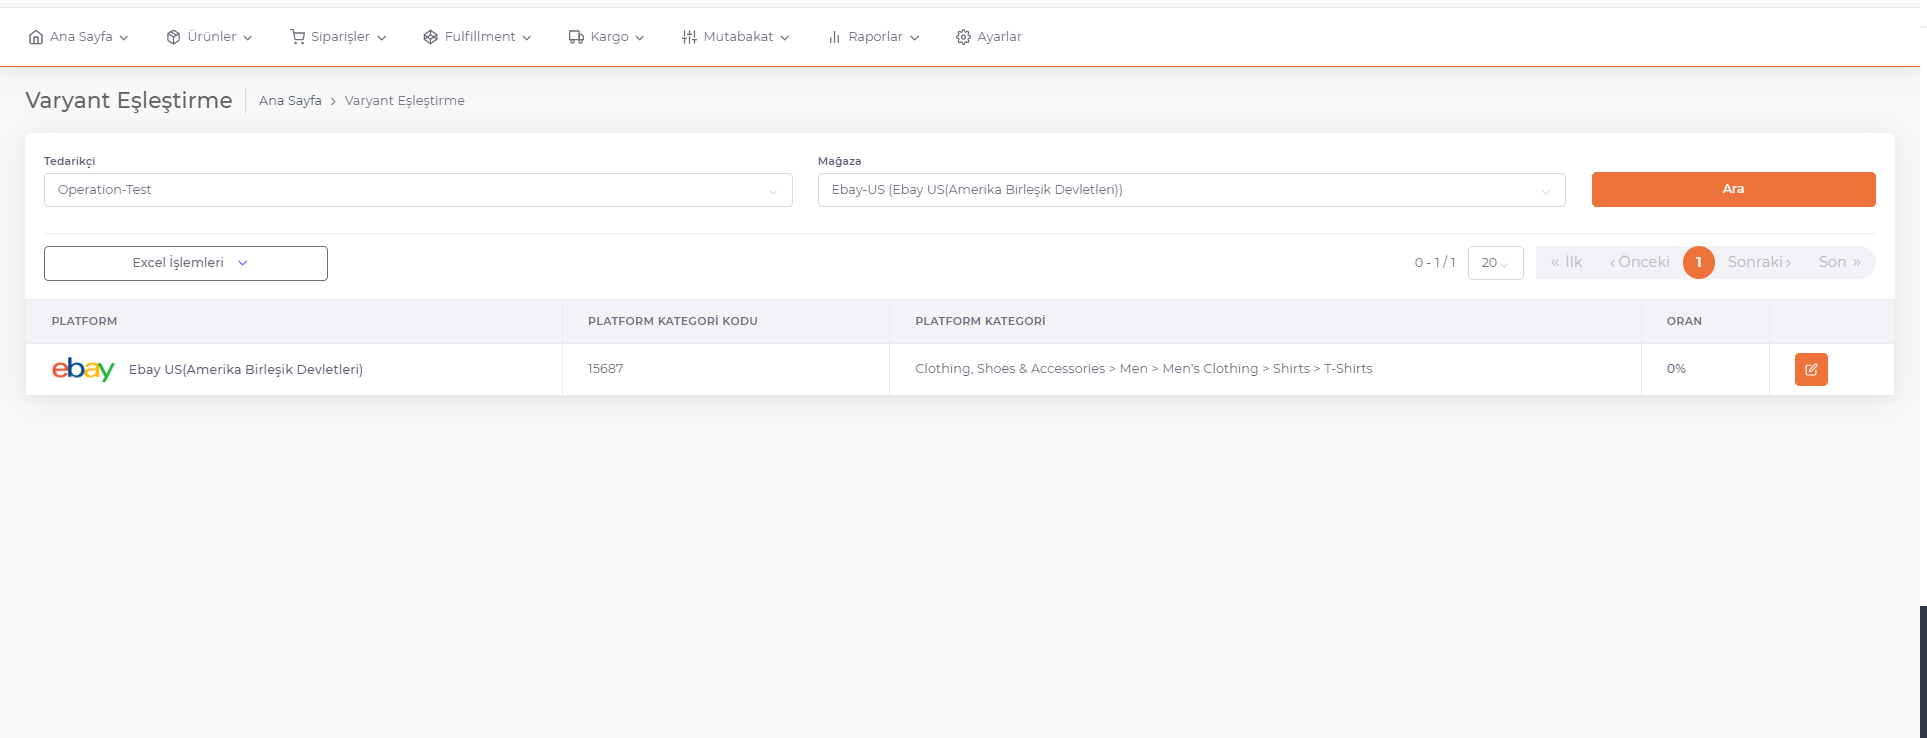 Ana Sayfa Ürünler Siparişler Fulfillment Kargo Mutabakat Raporlar Ayarlar
Varyant Eşleştirme Ana Sayfa > Varyant Eşleştirme
Tedarikçi Mağaza
Operation-Test Ebay-US (Ebay US(Amerika Birleşik Devletleri)) Ara
Excel İşlemleri 0 - 1 / 1 20 « İlk ‹ Önceki 1 Sonraki › Son »
PLATFORM PLATFORM KATEGORİ KODU PLATFORM KATEGORİ ORAN
ebay Ebay US(Amerika Birleşik Devletleri) 15687 Clothing, Shoes & Accessories > Men > Men's Clothing > Shirts > T-Shirts 0%